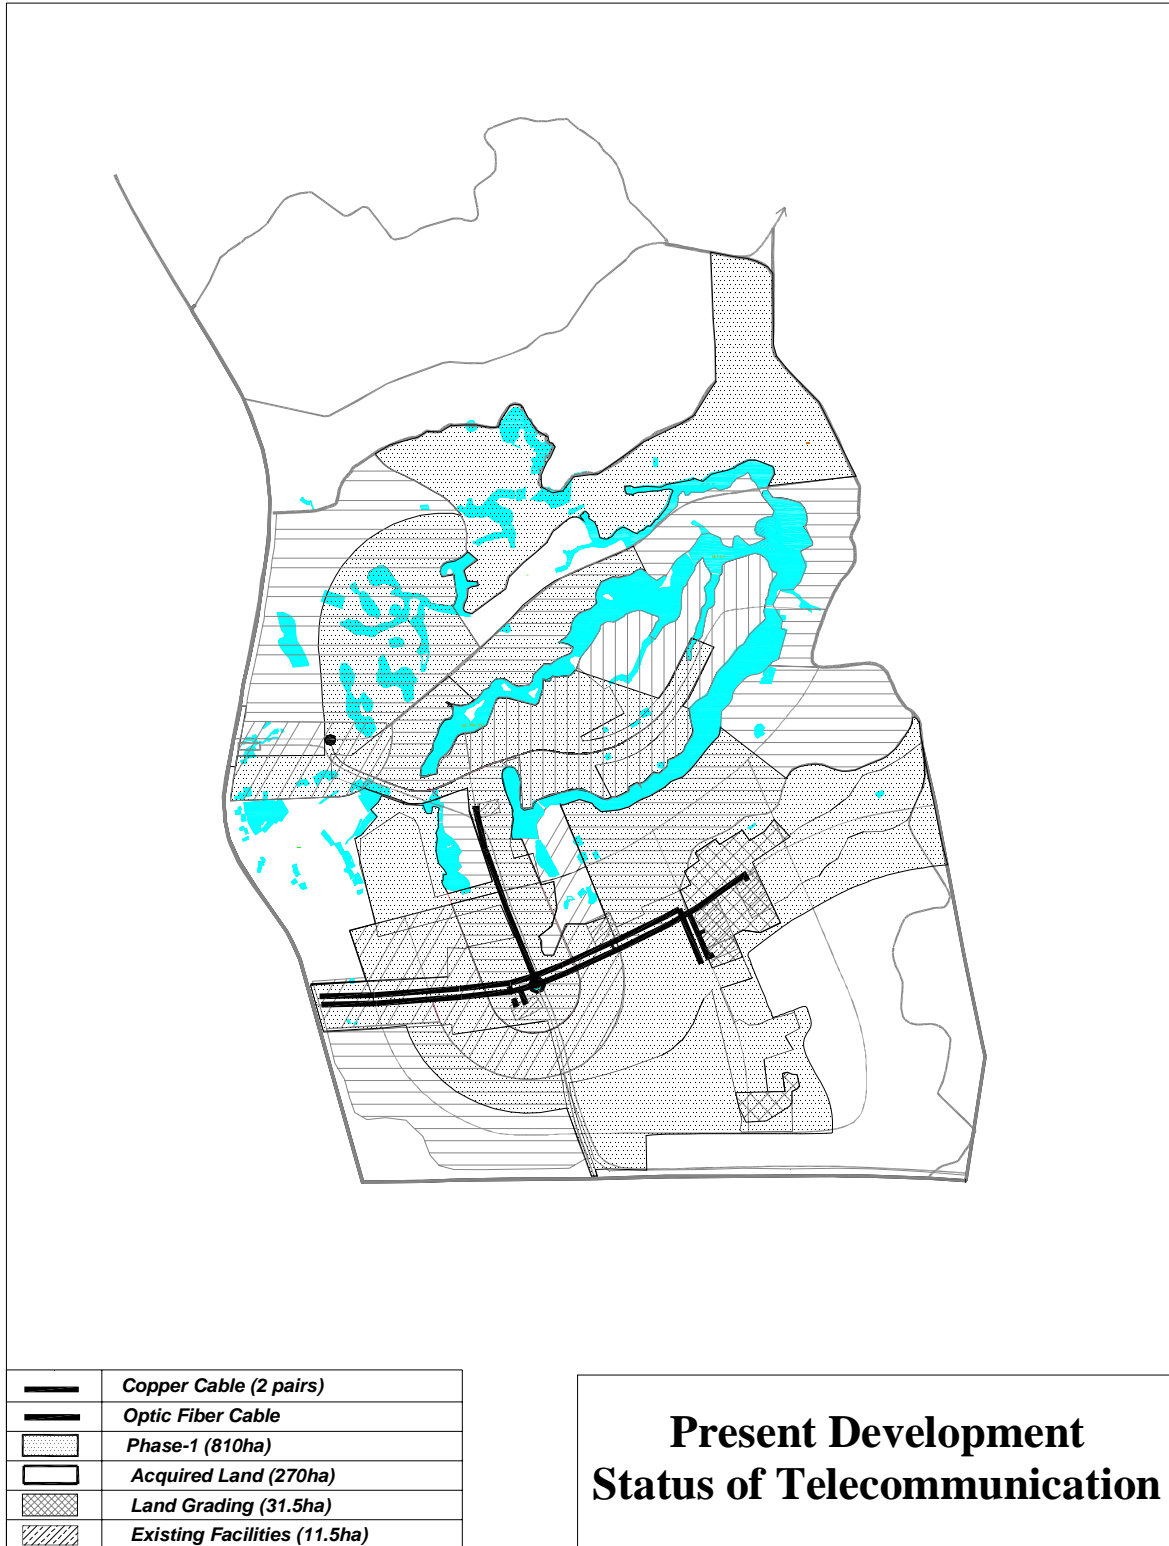 Copper Cable (2 pairs)
Optic Fiber Cable
Phase-1 (810ha)
Acquired Land (270ha)
Land Grading (31.5ha)
Existing Facilities (11.5ha)
Present Development
Status of Telecommunication